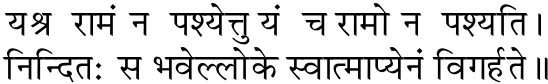 यश्र रामं न पश्येत्तु यं च रामो न पश्यति।
निन्दितः स भवेल्लोके स्वात्माप्येनं विगर्हते॥